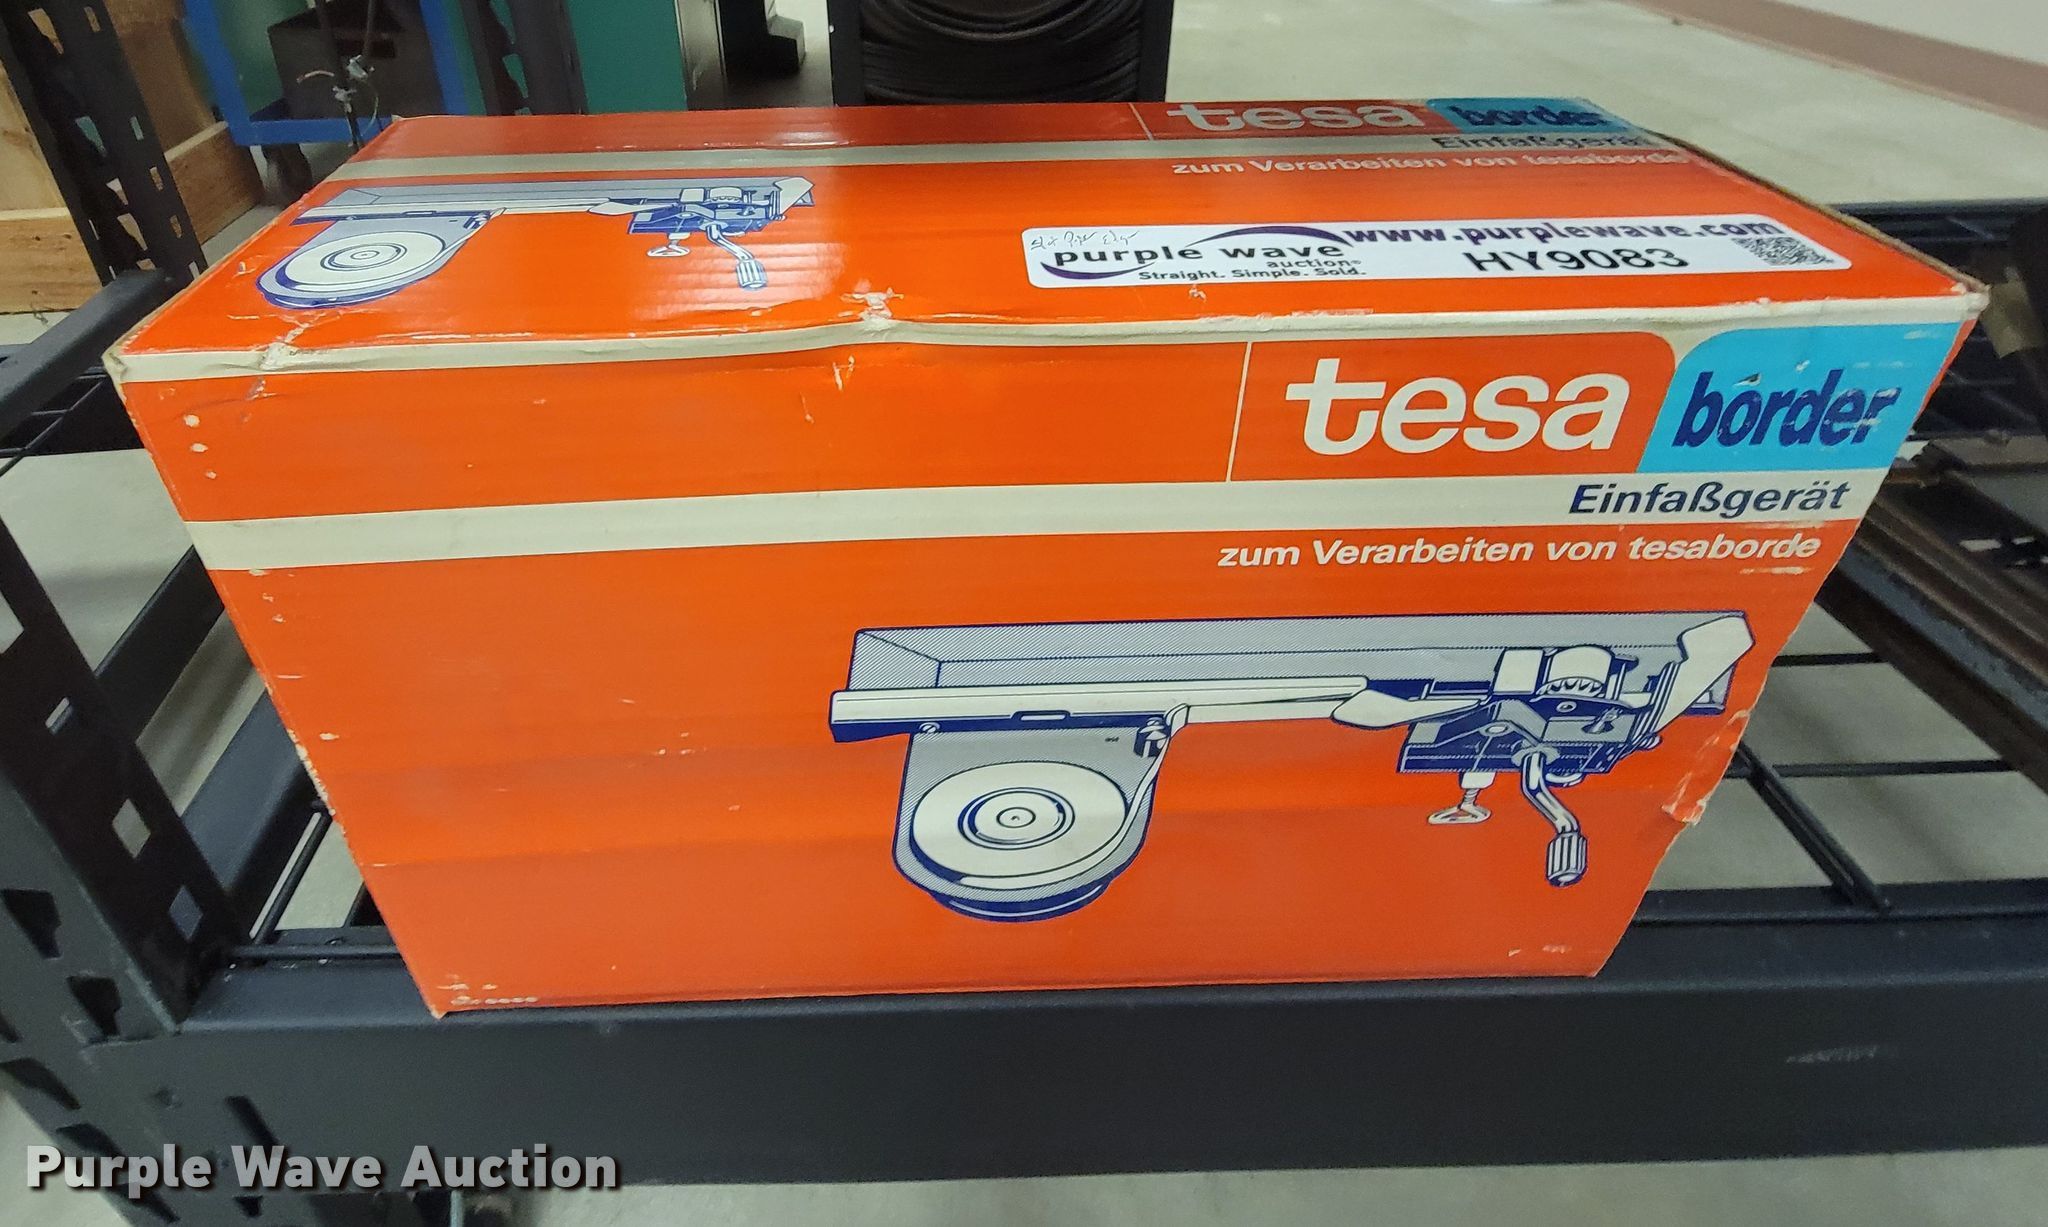 tesa border
Einfaßgerät
zum Verarbeiten von tesaborde
purple wave
auction
Straight. Simple. Sold.
www.purplewave.com
HY9083
tesa border
Einfaßgerät
zum Verarbeiten von tesaborde
Purple Wave Auction